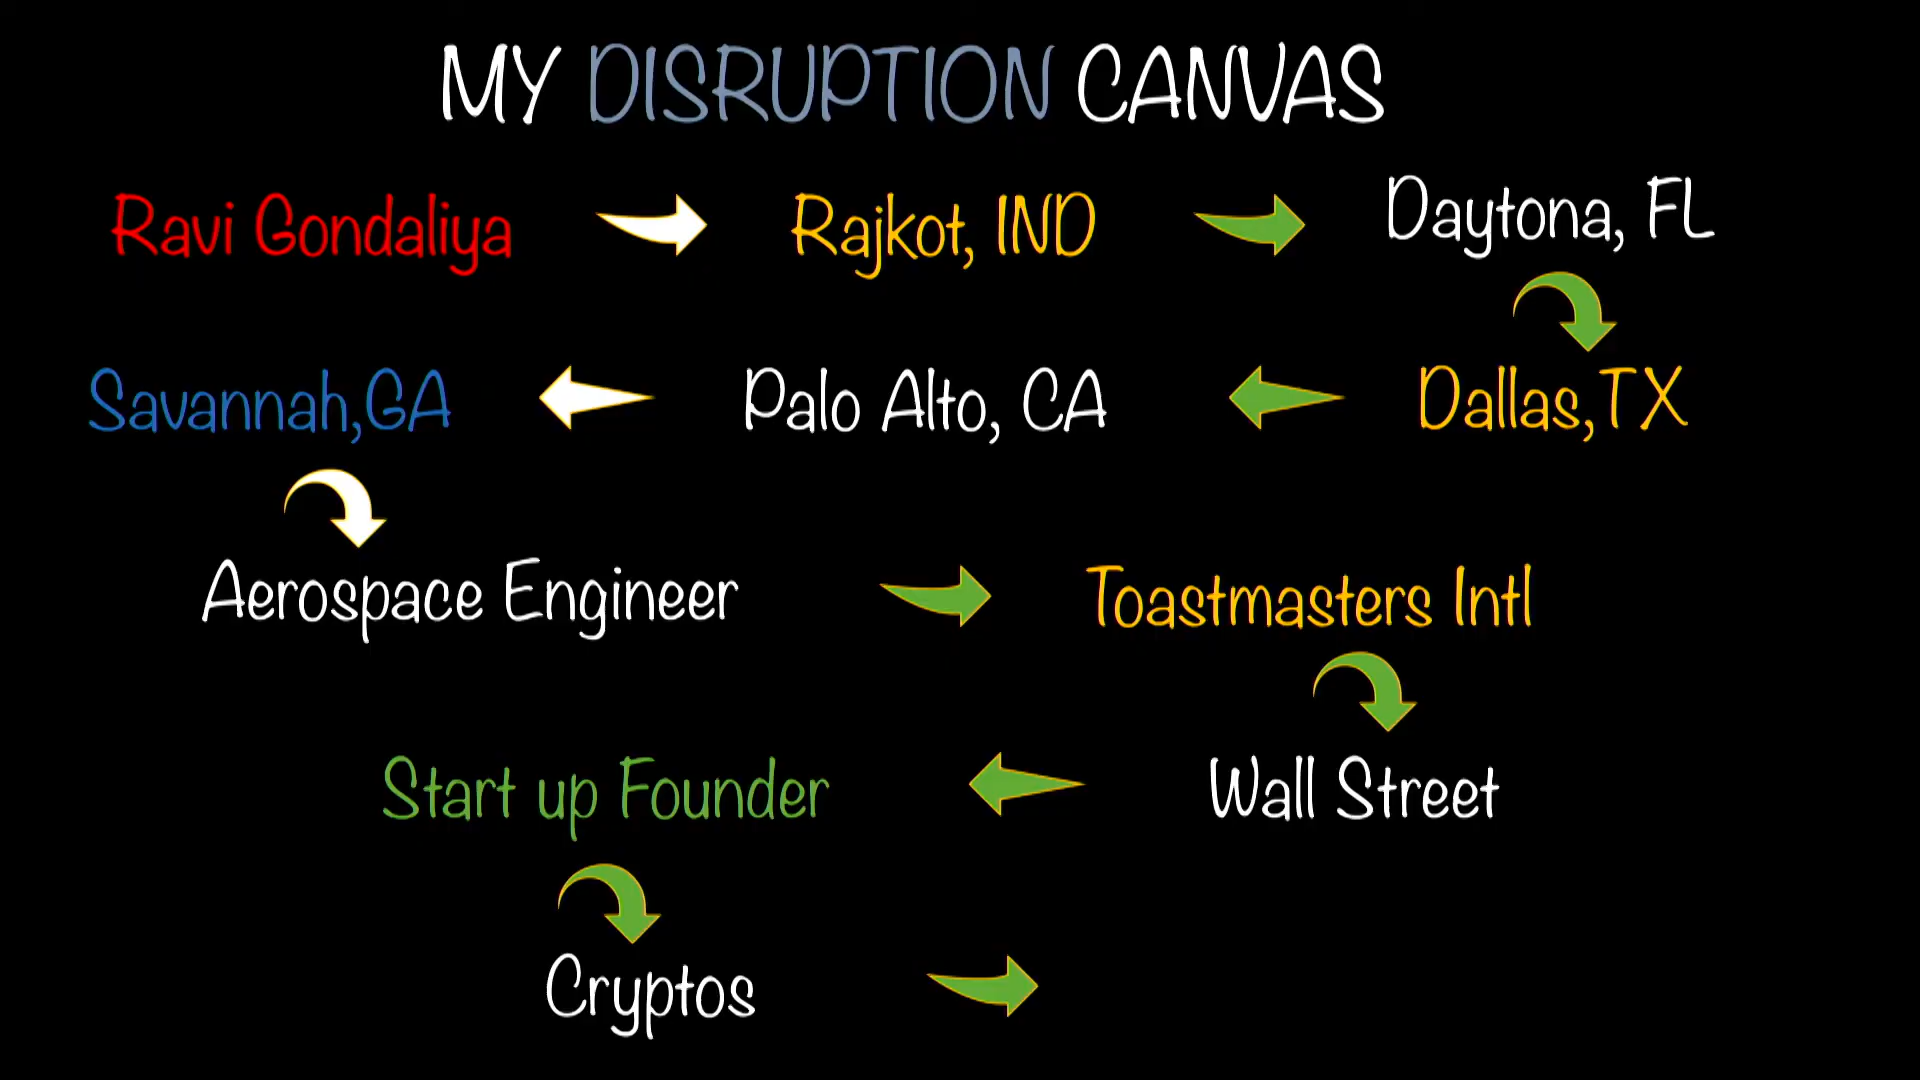 MY DISRUPTION CANVAS
Ravi Gondaliya
Rajkot, IND
Daytona, FL
Dallas,TX
Palo Alto, CA
Savannah,GA
Aerospace Engineer
Toastmasters Intl
Wall Street
Start up Founder
Cryptos